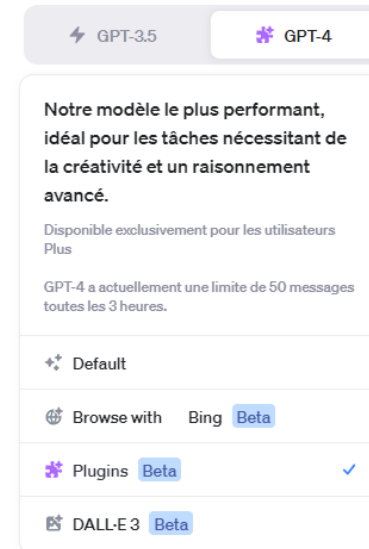 GPT-3.5
GPT-4
Notre modèle le plus performant,
idéal pour les tâches nécessitant de
la créativité et un raisonnement
avancé.
Disponible exclusivement pour les utilisateurs
Plus
GPT-4 a actuellement une limite de 50 messages
toutes les 3 heures.
Default
Browse with Bing Beta
Plugins Beta
DALL·E 3 Beta